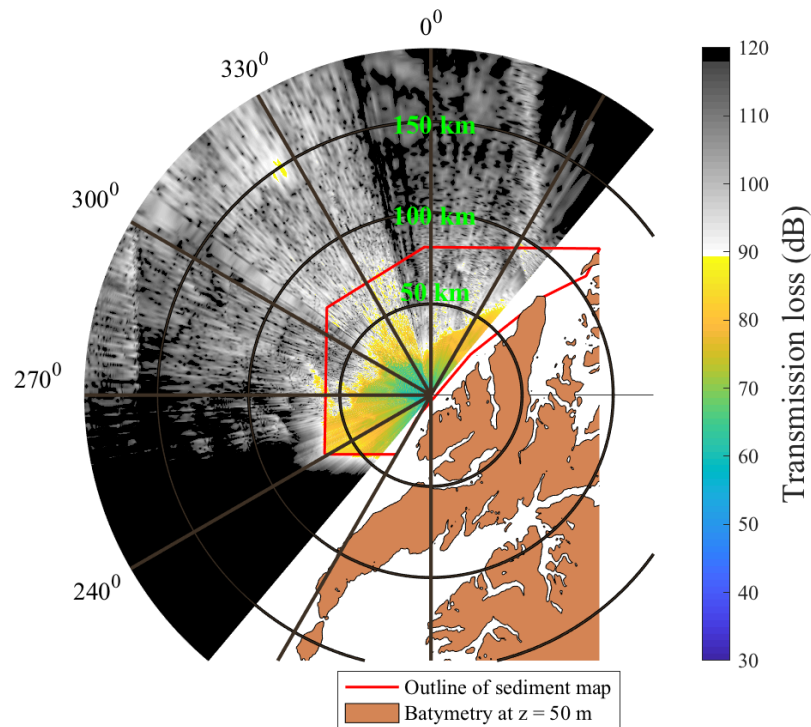 0⁰
330⁰
300⁰
270⁰
240⁰
150 km
100 km
50 km
120
110
100
90
80
70
60
50
40
30
Transmission loss (dB)
Outline of sediment map
Batymetry at z = 50 m